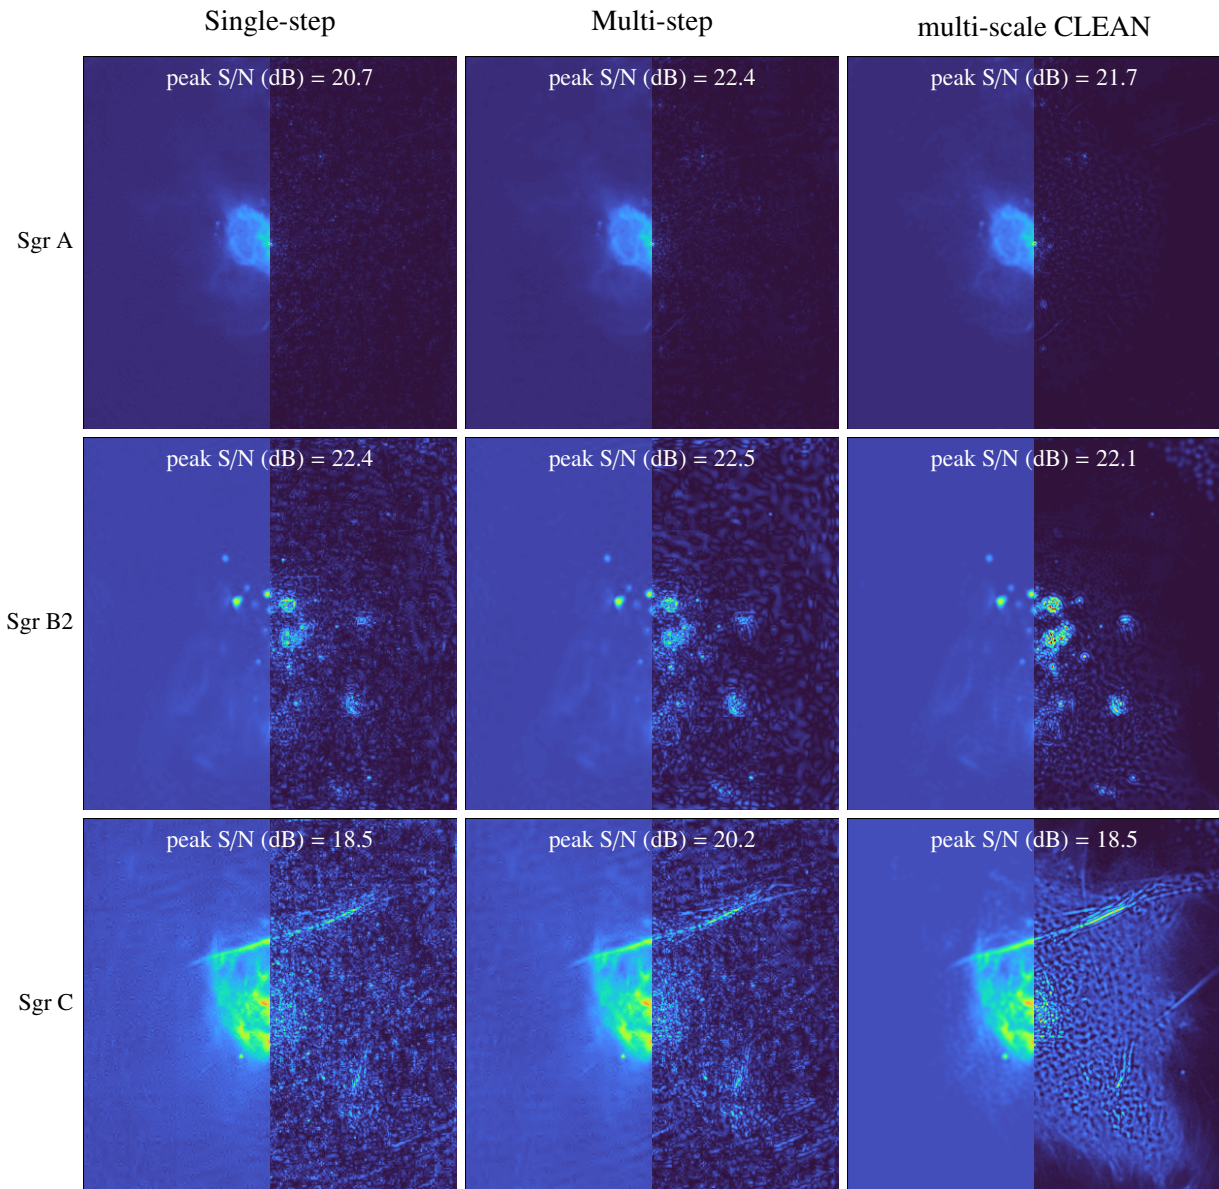 Single-step
Multi-step
multi-scale CLEAN
peak S/N (dB) = 20.7
peak S/N (dB) = 22.4
peak S/N (dB) = 21.7
Sgr A
peak S/N (dB) = 22.4
peak S/N (dB) = 22.5
peak S/N (dB) = 22.1
Sgr B2
peak S/N (dB) = 18.5
peak S/N (dB) = 20.2
peak S/N (dB) = 18.5
Sgr C